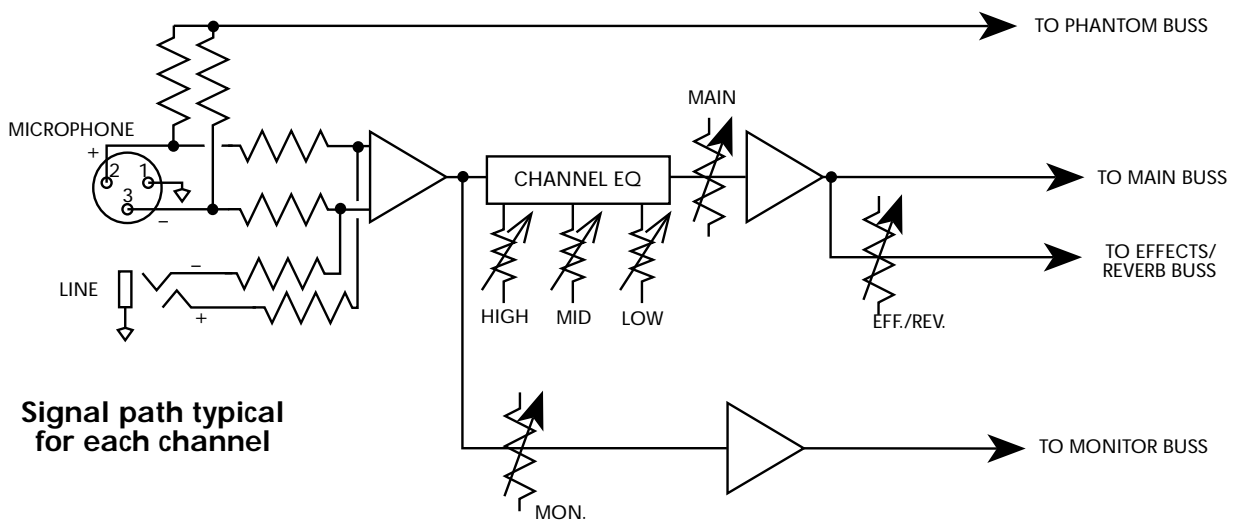 TO PHANTOM BUSS
MAIN
MICROPHONE
+
2
1
3
–
CHANNEL EQ
TO MAIN BUSS
TO EFFECTS/
REVERB BUSS
LINE
–
+
HIGH
MID
LOW
EFF./REV.
Signal path typical
for each channel
TO MONITOR BUSS
MON.